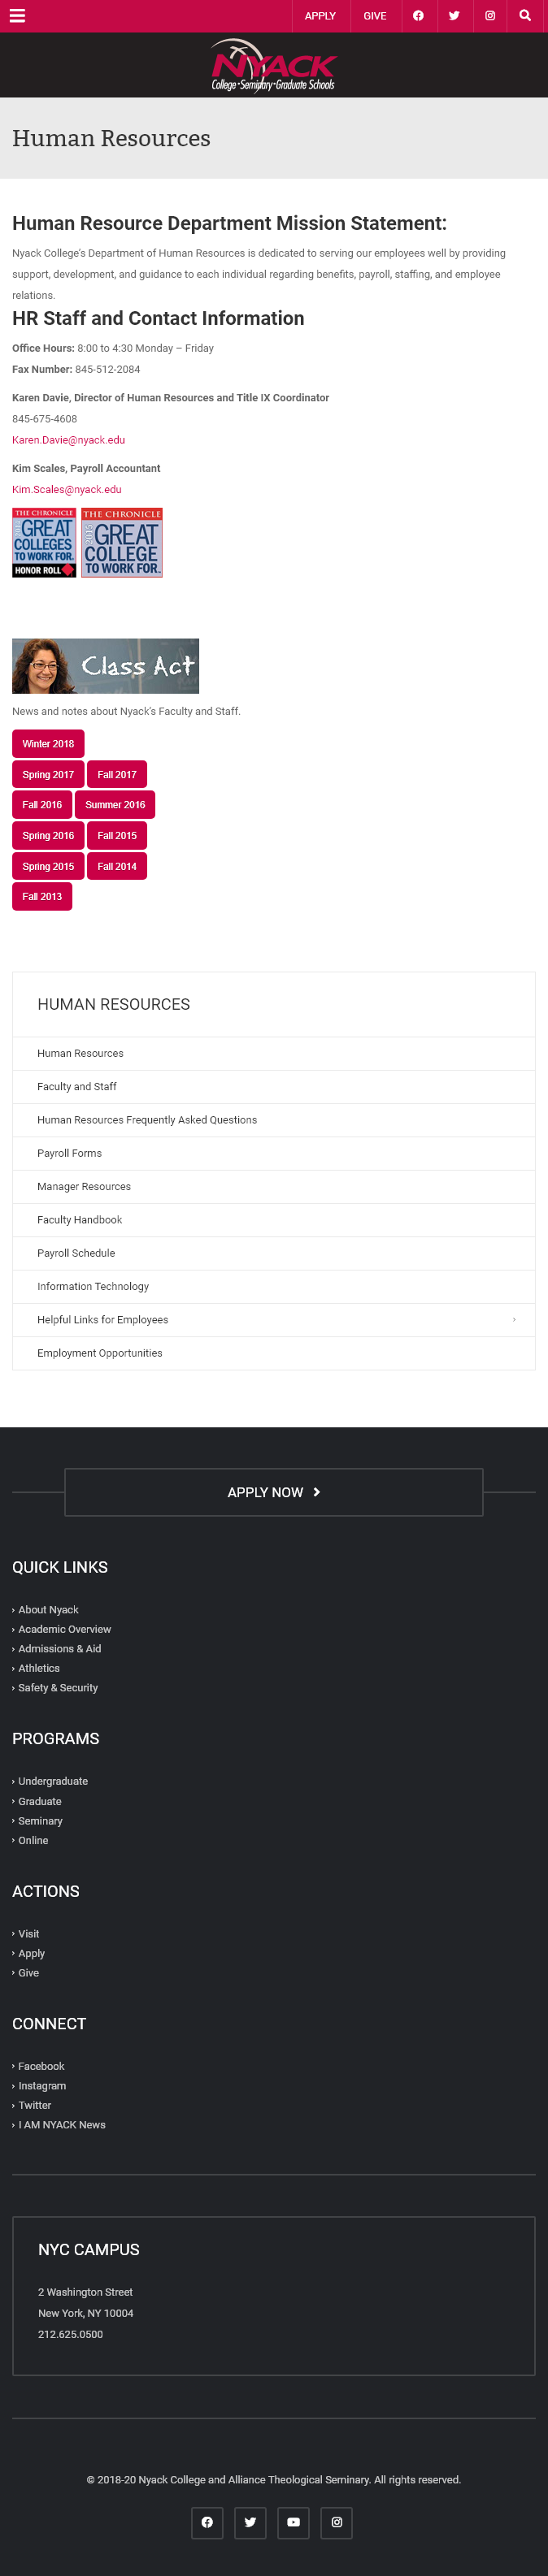 APPLY GIVE
NYACK
College•Seminary•Graduate Schools
Human Resources
Human Resource Department Mission Statement:
Nyack College's Department of Human Resources is dedicated to serving our employees well by providing
support, development, and guidance to each individual regarding benefits, payroll, staffing, and employee
relations.
HR Staff and Contact Information
Office Hours: 8:00 to 4:30 Monday – Friday
Fax Number: 845-512-2084
Karen Davie, Director of Human Resources and Title IX Coordinator
845-675-4608
Karen.Davie@nyack.edu
Kim Scales, Payroll Accountant
Kim.Scales@nyack.edu
THE CHRONICLE
GREAT
COLLEGES
TO WORK FOR
HONOR ROLL
THE CHRONICLE
2015
GREAT
COLLEGE
TO WORK FOR
Class Act
News and notes about Nyack's Faculty and Staff.
Winter 2018
Spring 2017 Fall 2017
Fall 2016 Summer 2016
Spring 2016 Fall 2015
Spring 2015 Fall 2014
Fall 2013
HUMAN RESOURCES
Human Resources
Faculty and Staff
Human Resources Frequently Asked Questions
Payroll Forms
Manager Resources
Faculty Handbook
Payroll Schedule
Information Technology
Helpful Links for Employees
Employment Opportunities
APPLY NOW
QUICK LINKS
About Nyack
Academic Overview
Admissions & Aid
Athletics
Safety & Security
PROGRAMS
Undergraduate
Graduate
Seminary
Online
ACTIONS
Visit
Apply
Give
CONNECT
Facebook
Instagram
Twitter
I AM NYACK News
NYC CAMPUS
2 Washington Street
New York, NY 10004
212.625.0500
© 2018-20 Nyack College and Alliance Theological Seminary. All rights reserved.